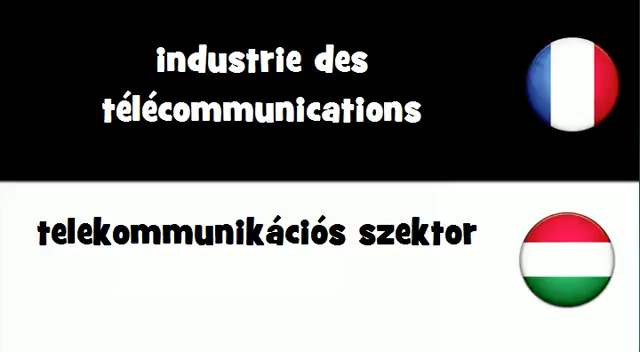 industrie des
télécommunications
telekommunikációs szektor